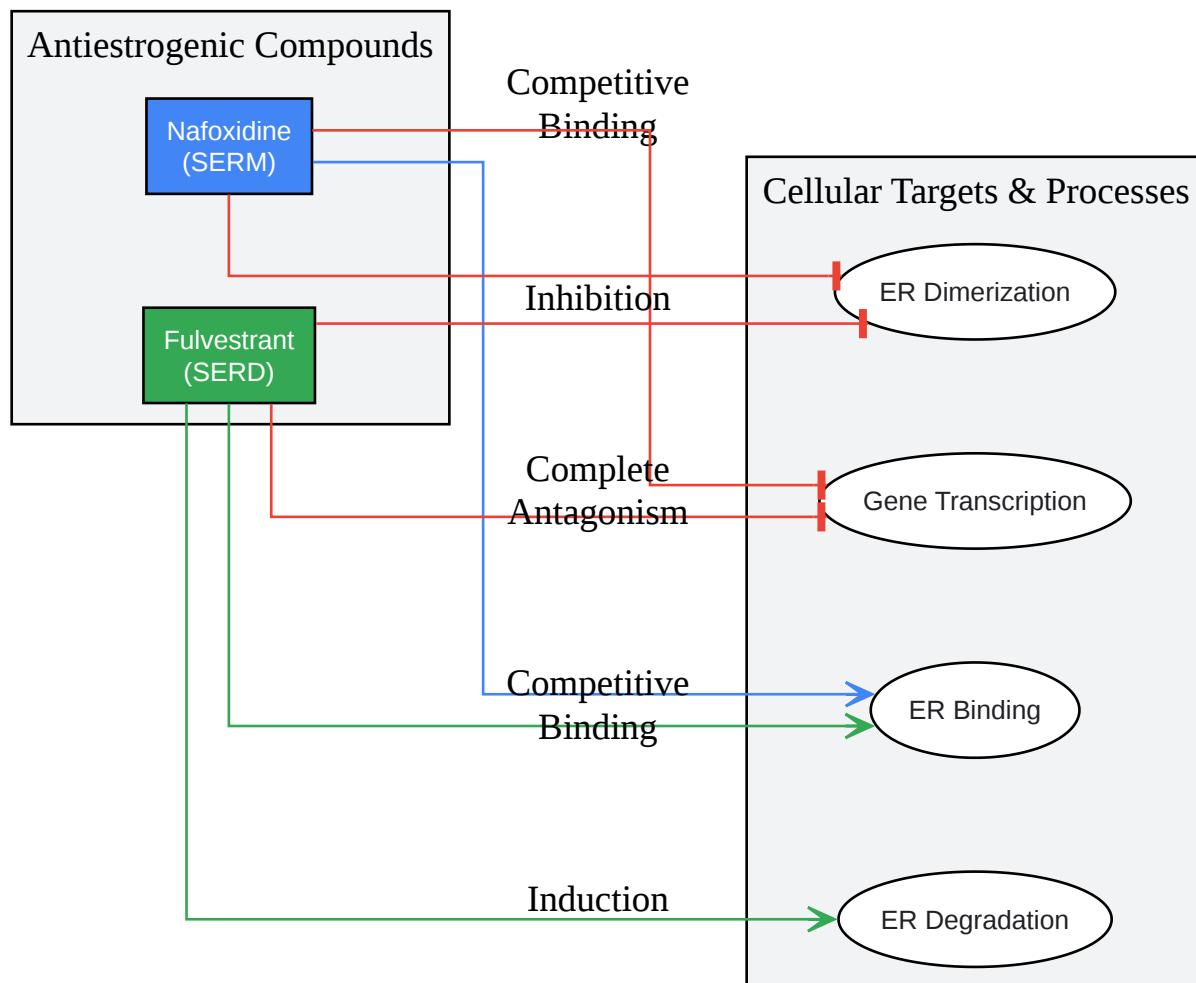 Antiestrogenic Compounds
Nafoxidine
(SERM)
Fulvestrant
(SERD)
Competitive
Binding
Inhibition
Complete
Antagonism
Competitive
Binding
Induction
Cellular Targets & Processes
ER Dimerization
Gene Transcription
ER Binding
ER Degradation